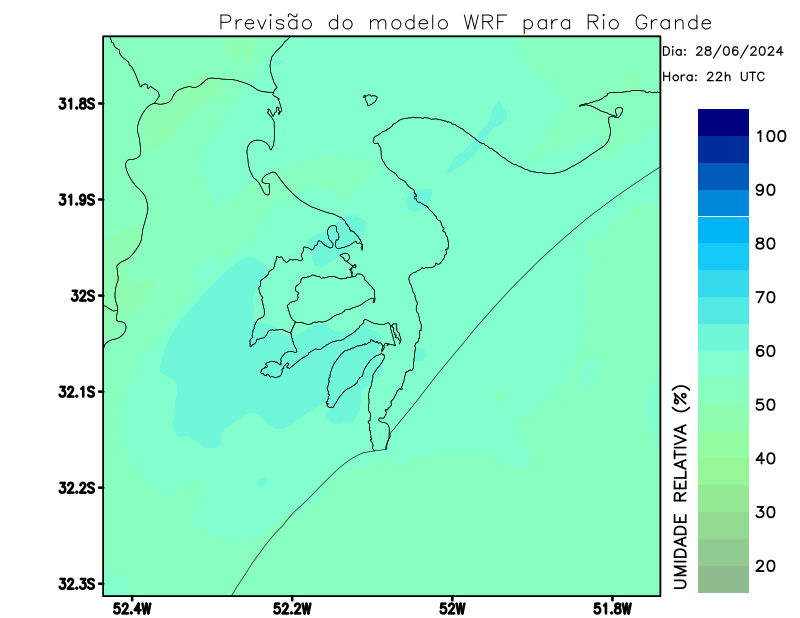 Previsão do modelo WRF para Rio Grande
Dia: 28/06/2024
Hora: 22h UTC
31.8S
31.9S
32S
32.1S
32.2S
32.3S
52.4W
52.2W
52W
51.8W
UMIDADE RELATIVA (%)
100
90
80
70
60
50
40
30
20